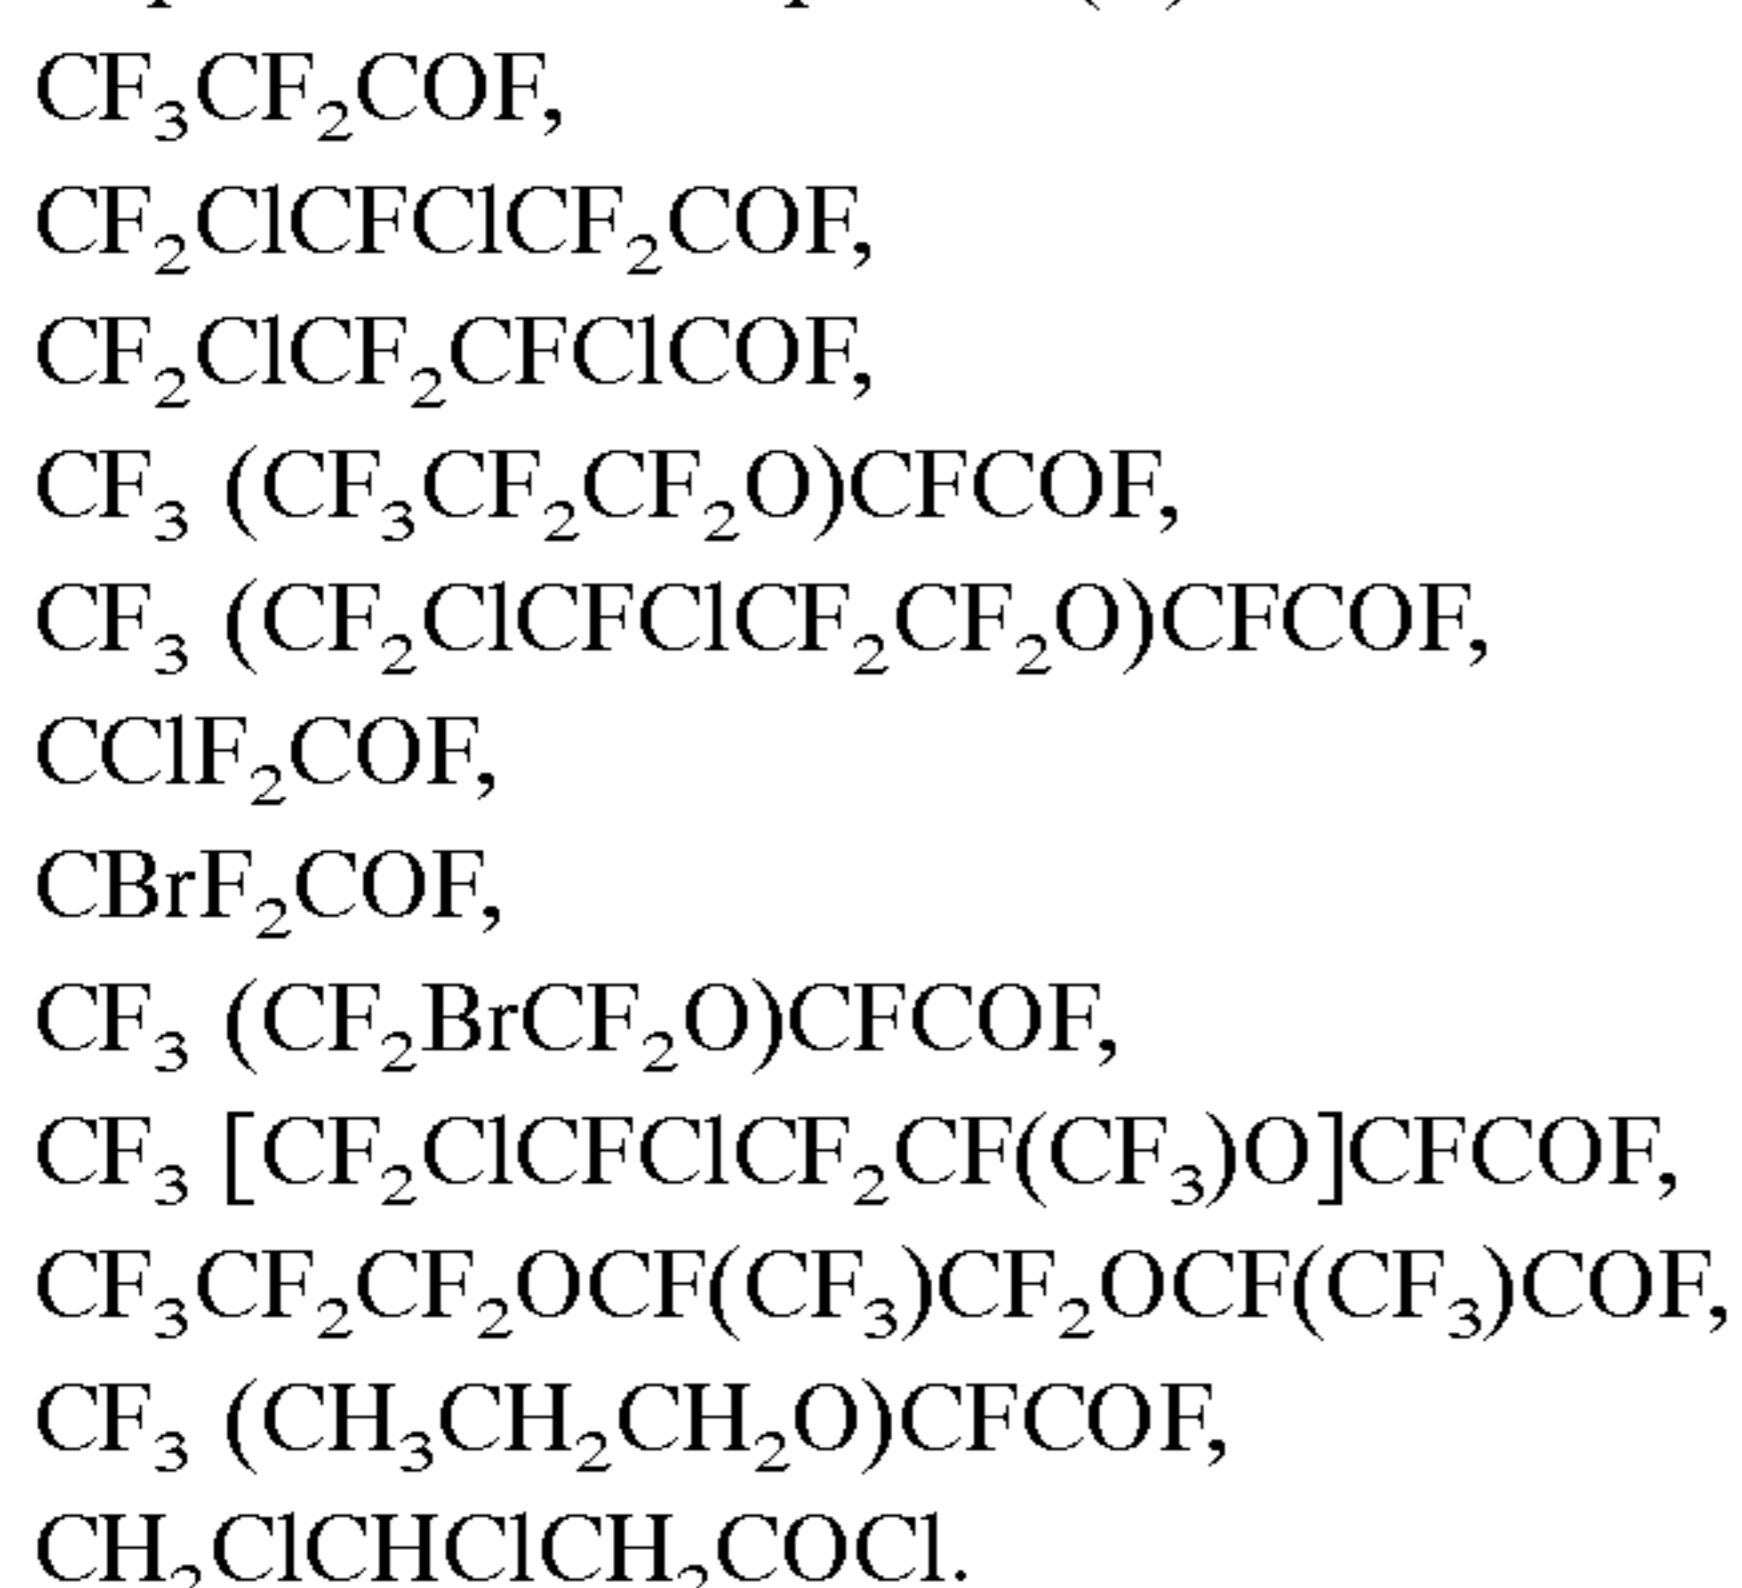 CF₃CF₂COF,
CF₂ClCFClCF₂COF,
CF₂ClCF₂CFClCOF,
CF₃ (CF₃CF₂CF₂O)CFCOF,
CF₃ (CF₂ClCFClCF₂CF₂O)CFCOF,
CClF₂COF,
CBrF₂COF,
CF₃ (CF₂BrCF₂O)CFCOF,
CF₃ [CF₂ClCFClCF₂CF(CF₃)O]CFCOF,
CF₃CF₂CF₂OCF(CF₃)CF₂OCF(CF₃)COF,
CF₃ (CH₃CH₂CH₂O)CFCOF,
CH₂ClCHClCH₂COCl.